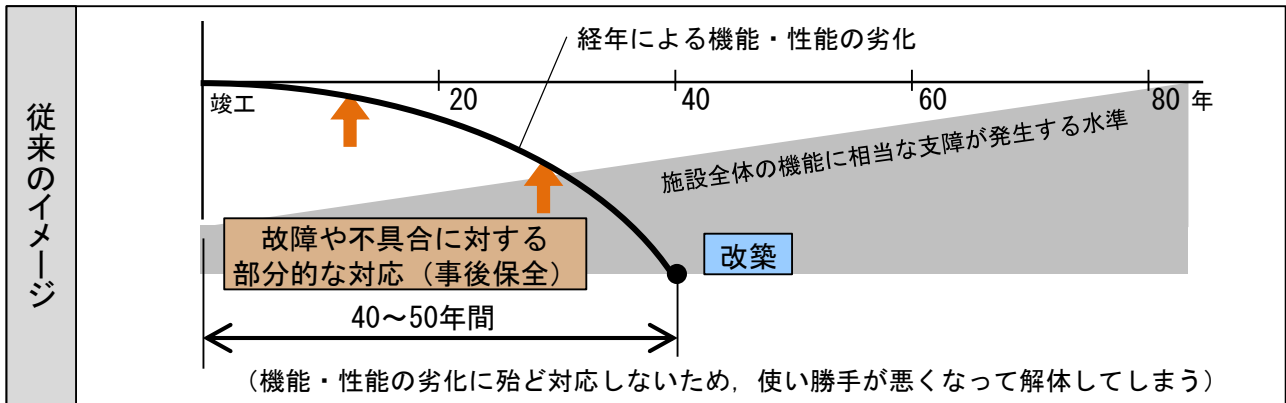 従来のイメージ
経年による機能・性能の劣化
竣工
20
40
60
80 年
施設全体の機能に相当な支障が発生する水準
故障や不具合に対する
部分的な対応（事後保全）
改築
40～50年間
（機能・性能の劣化に殆ど対応しないため，使い勝手が悪くなって解体してしまう）